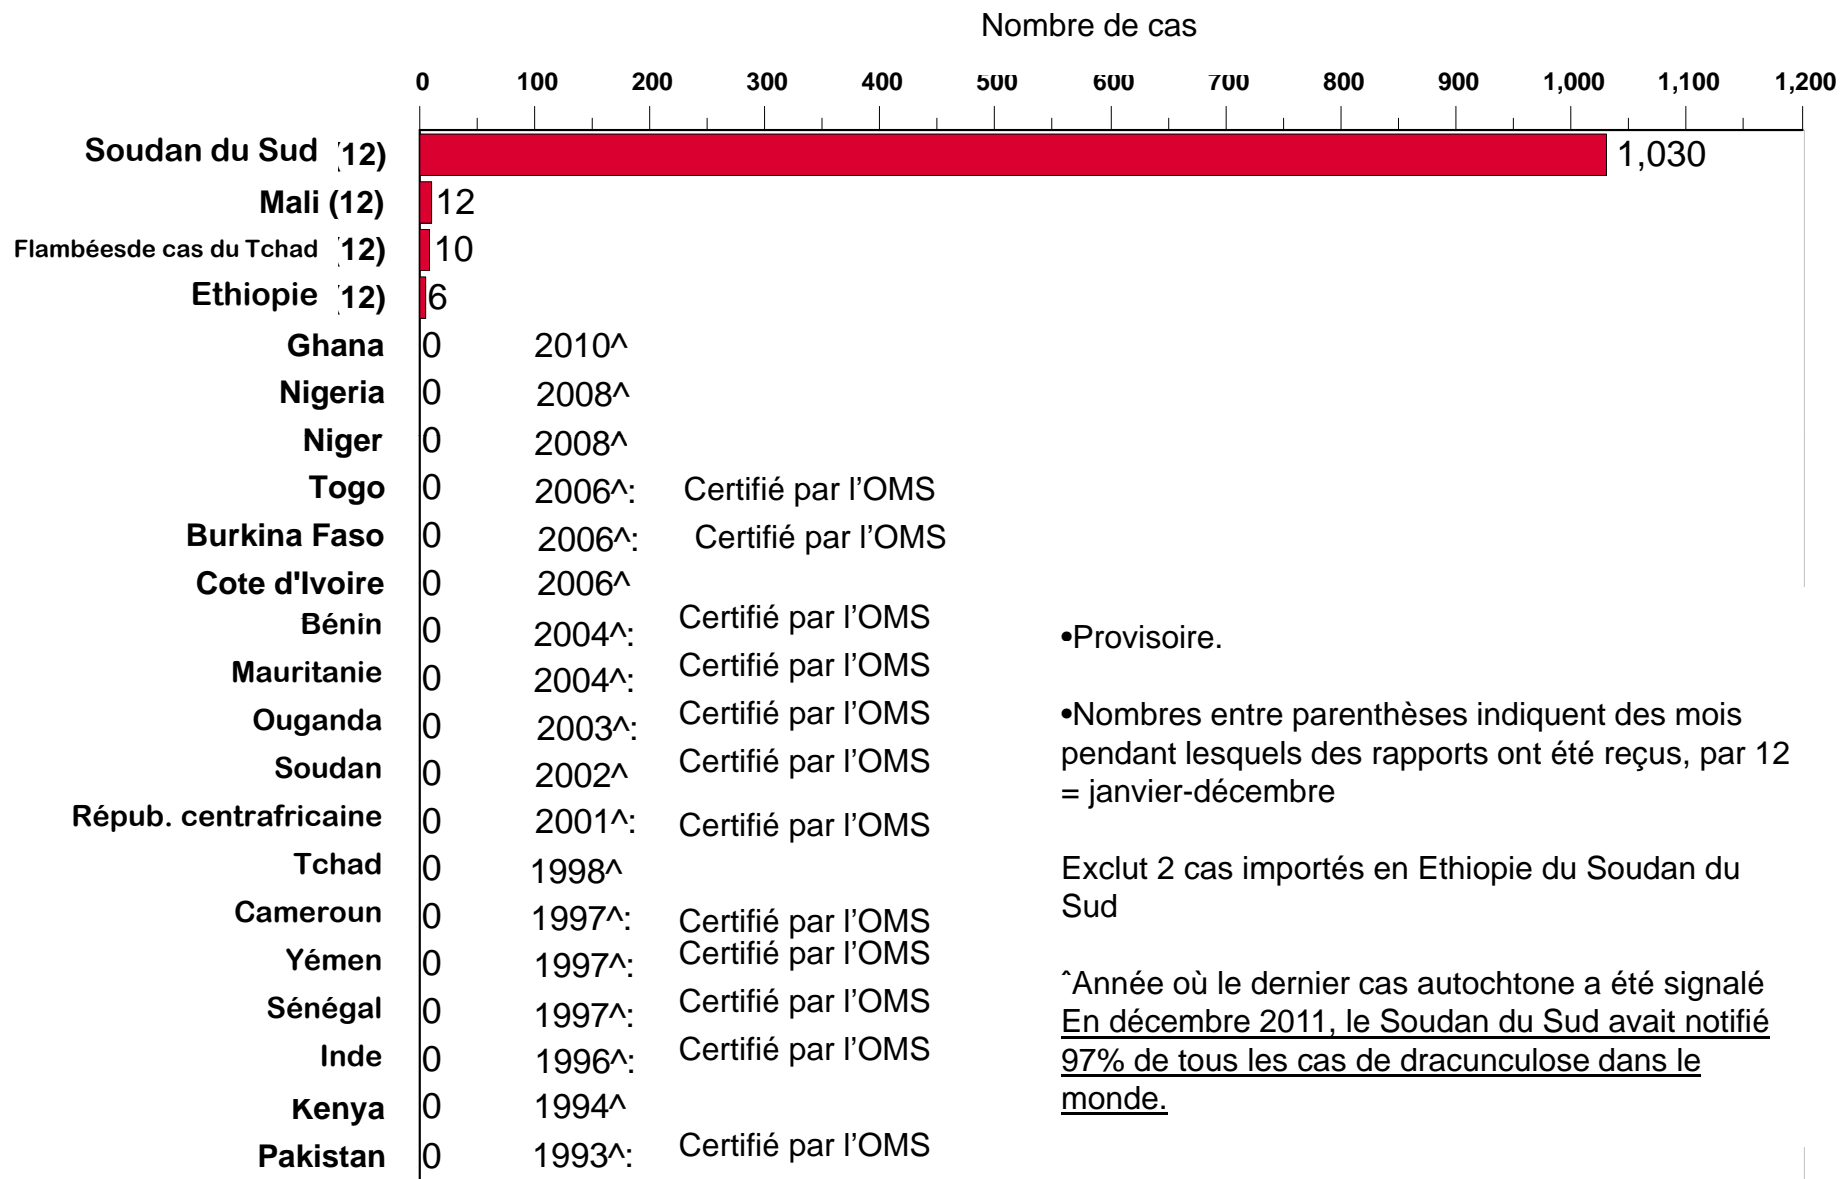 Nombre de cas
0 100 200 300 400 500 600 700 800 900 1,000 1,100 1,200
Soudan du Sud (12) 1,030
Mali (12) 12
Flambéesde cas du Tchad (12) 10
Ethiopie (12) 6
Ghana 0 2010^
Nigeria 0 2008^
Niger 0 2008^
Togo 0 2006^: Certifié par l’OMS
Burkina Faso 0 2006^: Certifié par l’OMS
Cote d'Ivoire 0 2006^
Bénin 0 2004^: Certifié par l’OMS
Mauritanie 0 2004^: Certifié par l’OMS
Ouganda 0 2003^: Certifié par l’OMS
Soudan 0 2002^ Certifié par l’OMS
Répub. centrafricaine 0 2001^: Certifié par l’OMS
Tchad 0 1998^
Cameroun 0 1997^: Certifié par l’OMS
Yémen 0 1997^: Certifié par l’OMS
Sénégal 0 1997^: Certifié par l’OMS
Inde 0 1996^: Certifié par l’OMS
Kenya 0 1994^
Pakistan 0 1993^: Certifié par l’OMS
•Provisoire.
•Nombres entre parenthèses indiquent des mois
pendant lesquels des rapports ont été reçus, par 12
= janvier-décembre
Exclut 2 cas importés en Ethiopie du Soudan du
Sud
ˆAnnée où le dernier cas autochtone a été signalé
En décembre 2011, le Soudan du Sud avait notifié
97% de tous les cas de dracunculose dans le
monde.